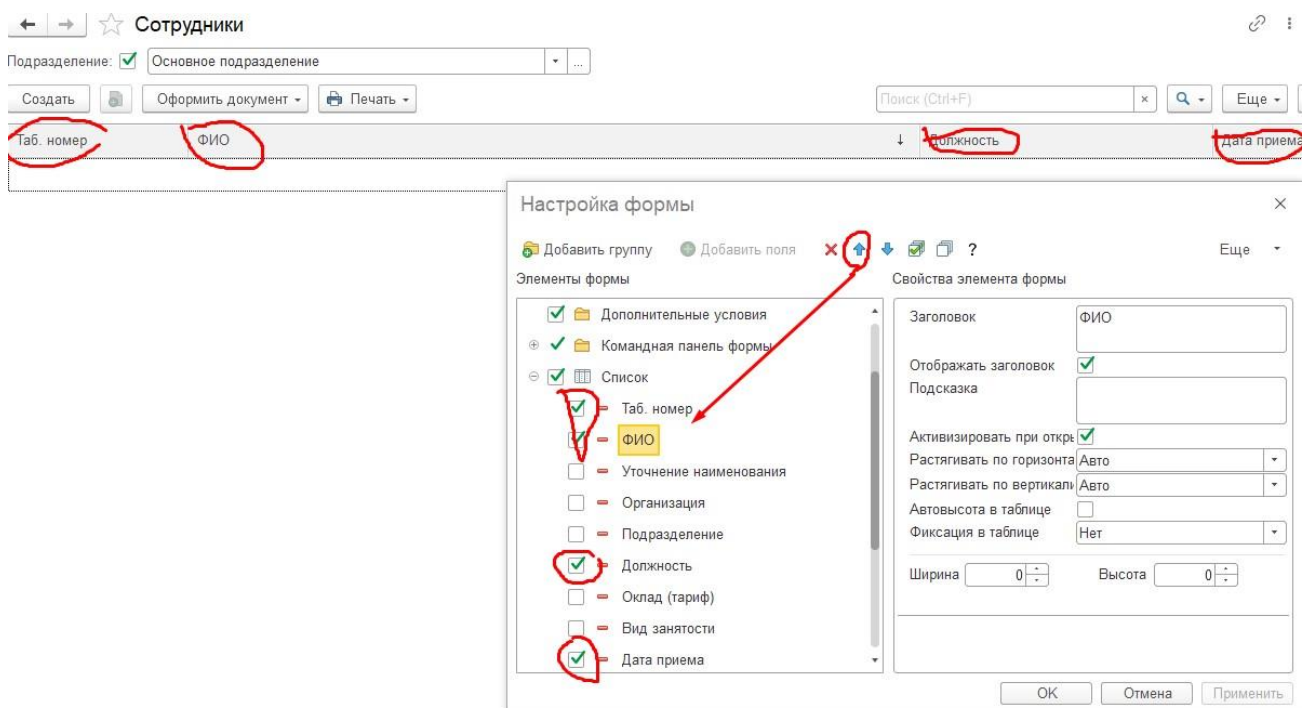 Сотрудники
Подразделение: Основное подразделение
Создать Оформить документ Печать Поиск (Ctrl+F) Еще
Таб. номер ФИО Должность Дата приема
Настройка формы
Добавить группу Добавить поля ? Еще
Элементы формы Свойства элемента формы
Дополнительные условия
Командная панель формы
Список
Таб. номер
ФИО
Уточнение наименования
Организация
Подразделение
Должность
Оклад (тариф)
Вид занятости
Дата приема
Заголовок ФИО
Отображать заголовок
Подсказка
Активизировать при откры
Растягивать по горизонта Авто
Растягивать по вертикали Авто
Автовысота в таблице
Фиксация в таблице Нет
Ширина 0 Высота 0
OK Отмена Применить